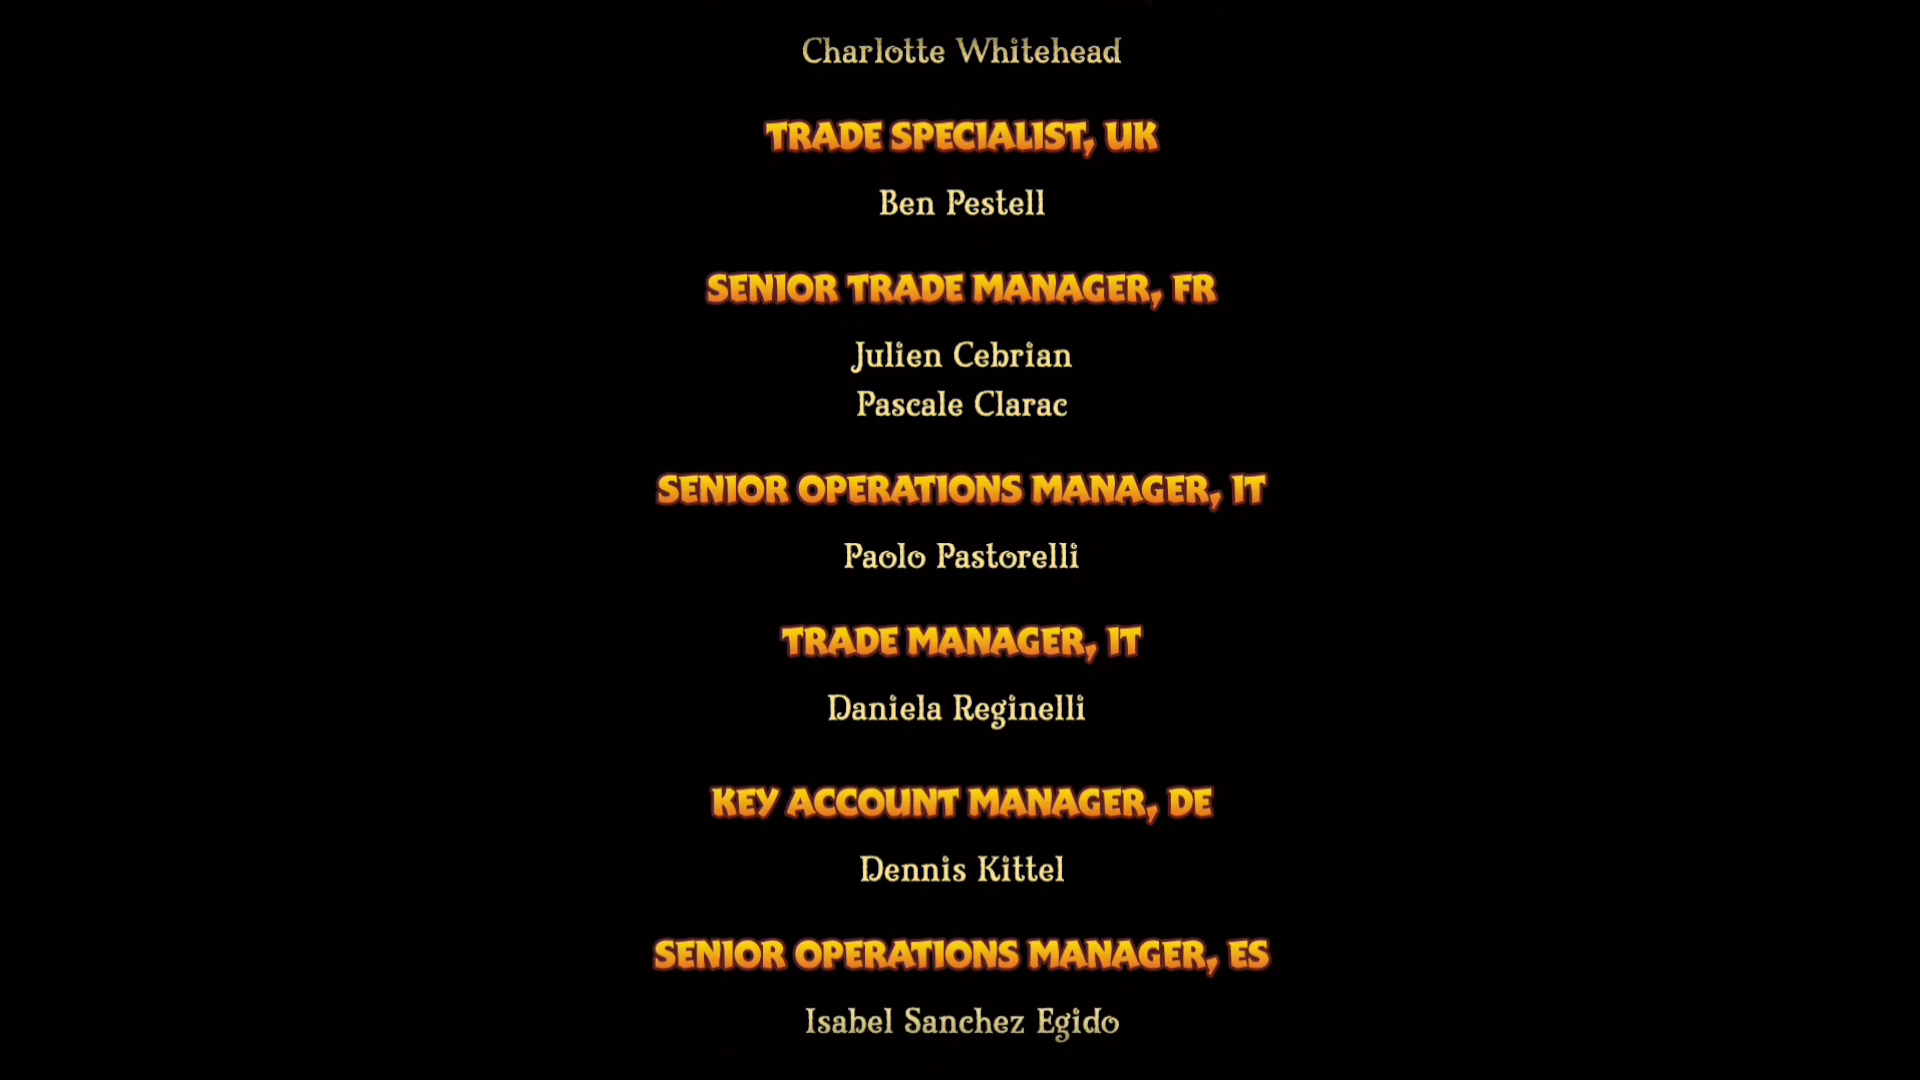 Charlotte Whitehead
TRADE SPECIALIST, UK
Ben Pestell
SENIOR TRADE MANAGER, FR
Julien Cebrian
Pascale Clarac
SENIOR OPERATIONS MANAGER, IT
Paolo Pastorelli
TRADE MANAGER, IT
Daniela Reginelli
KEY ACCOUNT MANAGER, DE
Dennis Kittel
SENIOR OPERATIONS MANAGER, ES
Isabel Sanchez Egido